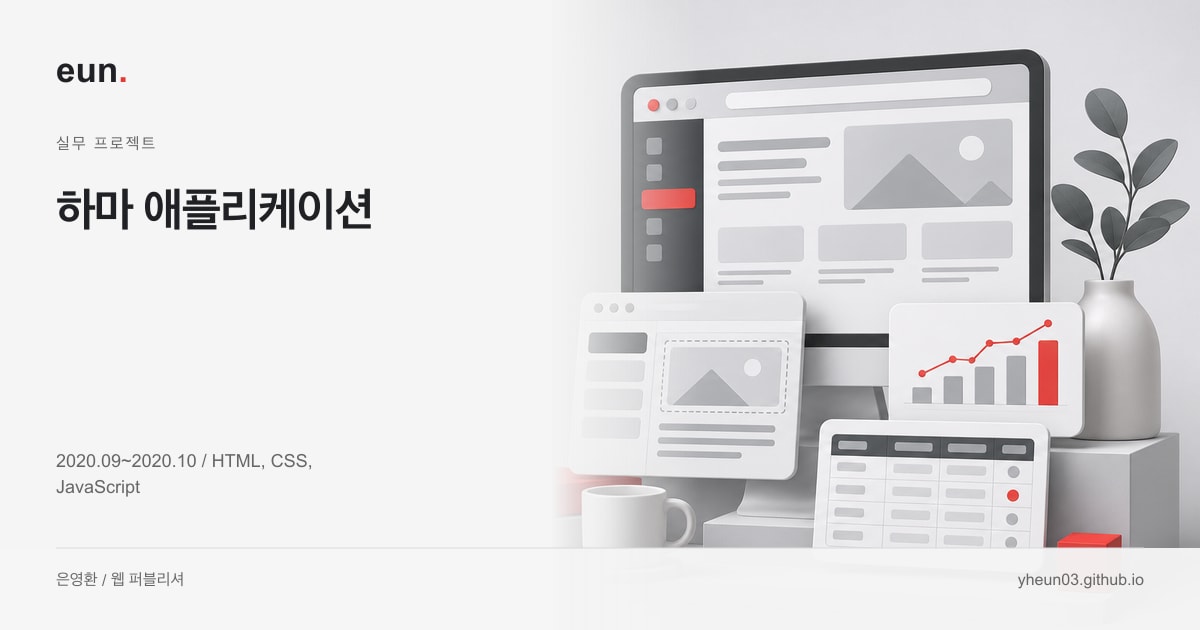 eun.
실무 프로젝트
하마 애플리케이션
2020.09~2020.10 / HTML, CSS,
JavaScript
은영환 / 웹 퍼블리셔
yheun03.github.io